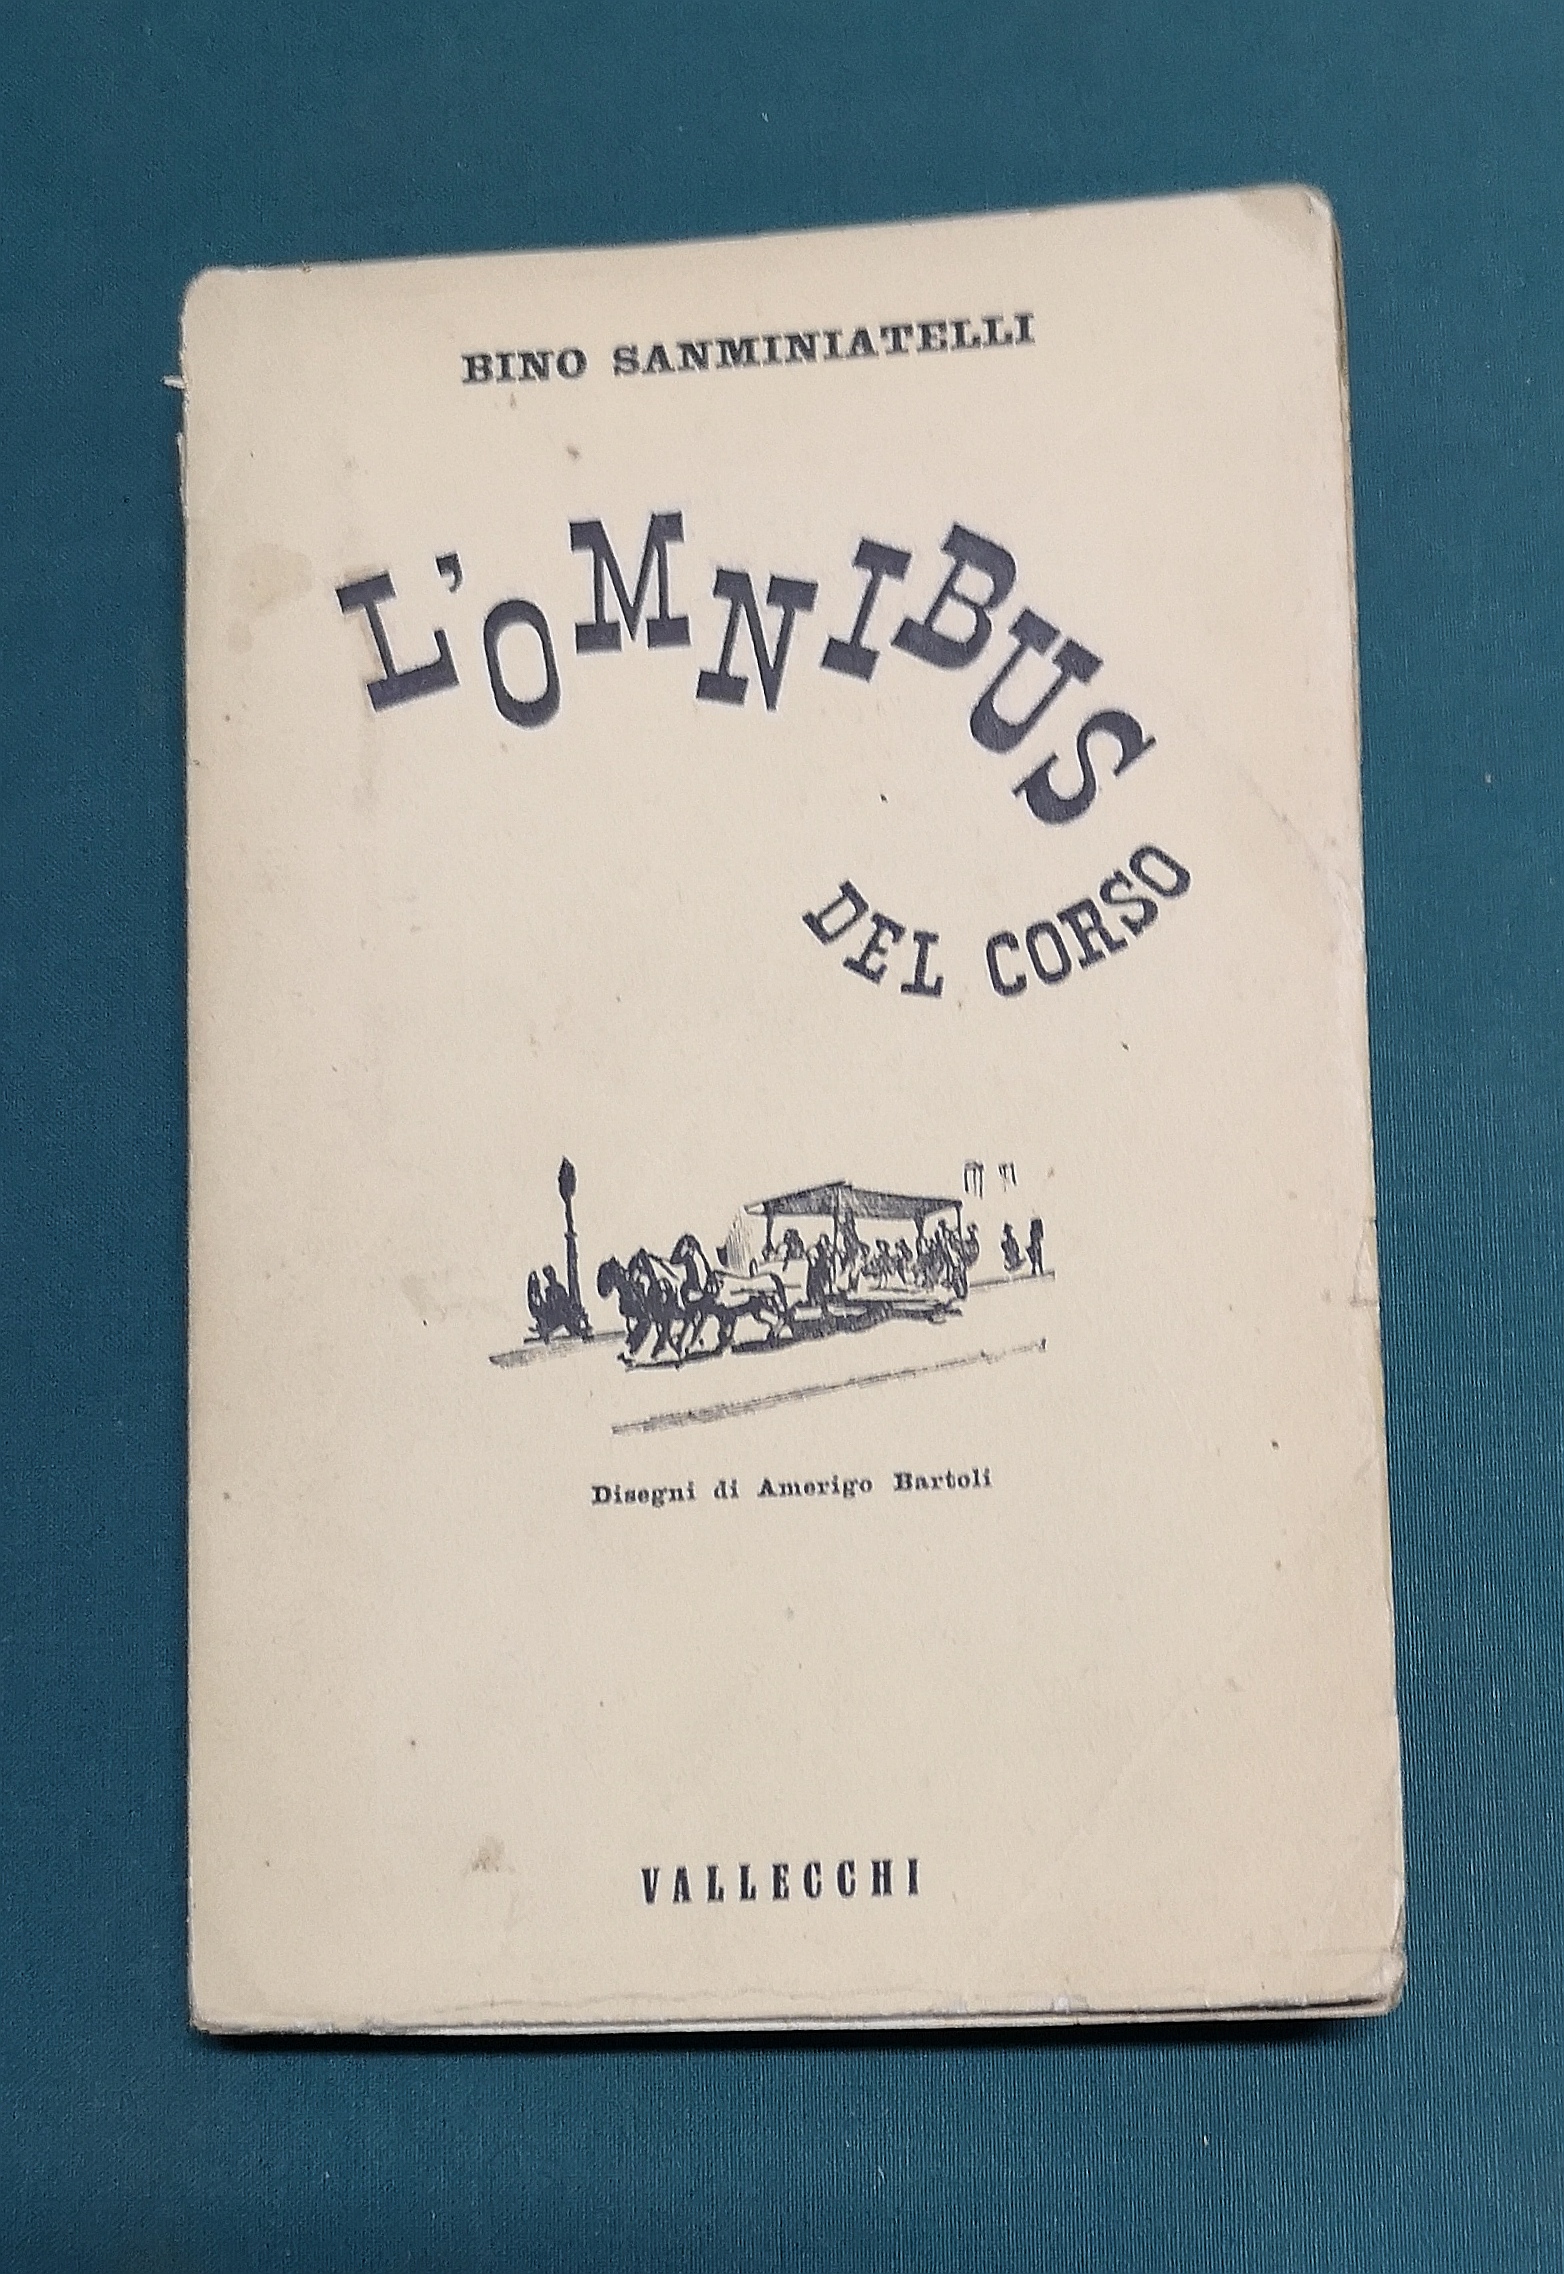 BINO SANMINIATELLI
L'OMNIBUS
DEL CORSO
Disegni di Amerigo Bartoli
VALLECCHI